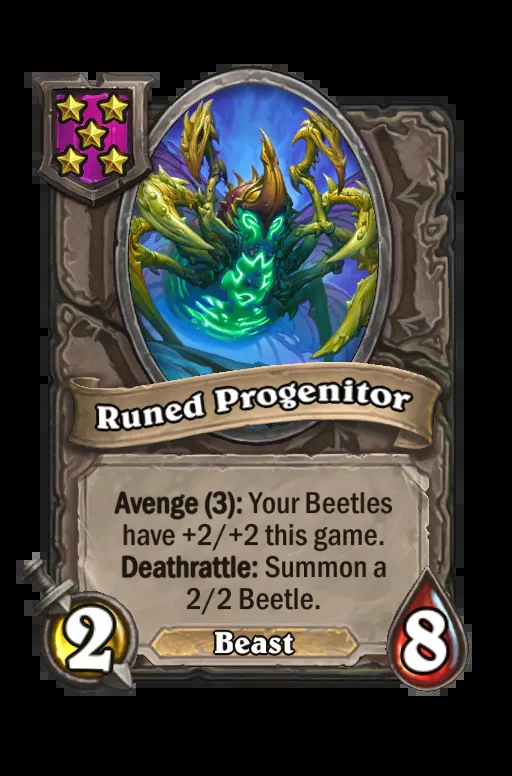 Runed Progenitor
Avenge (3): Your Beetles
have +2/+2 this game.
Deathrattle: Summon a
2/2 Beetle.
2
Beast
8